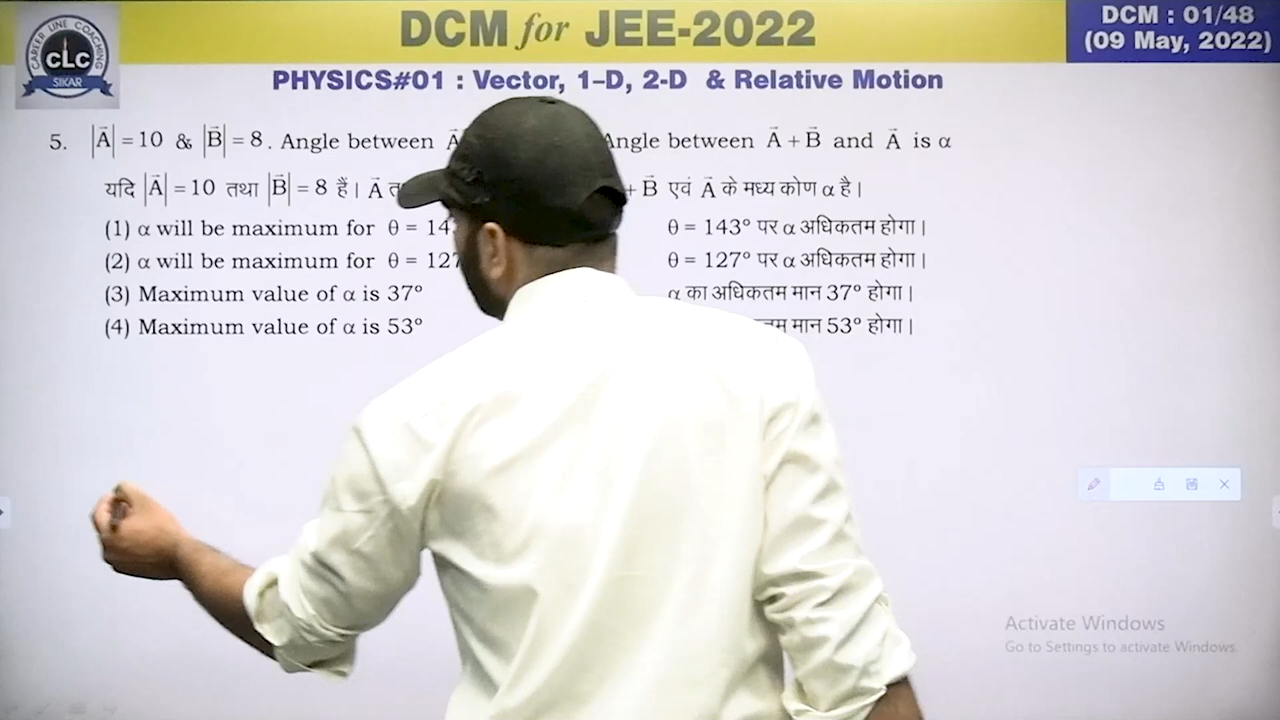 DCM for JEE-2022
DCM : 01/48
(09 May, 2022)
CAREER LINE COACHING
CLC
SIKAR
PHYSICS#01 : Vector, 1–D, 2-D & Relative Motion
5. |A⃗| = 10 & |B⃗| = 8. Angle between A⃗ Angle between A⃗ + B⃗ and A⃗ is α
यदि |A⃗| = 10 तथा |B⃗| = 8 हैं। A⃗ + B⃗ एवं A⃗ के मध्य कोण α है।
(1) α will be maximum for θ = 14 θ = 143° पर α अधिकतम होगा।
(2) α will be maximum for θ = 127 θ = 127° पर α अधिकतम होगा।
(3) Maximum value of α is 37° α का अधिकतम मान 37° होगा।
(4) Maximum value of α is 53° मान 53° होगा।
Activate Windows
Go to Settings to activate Windows.